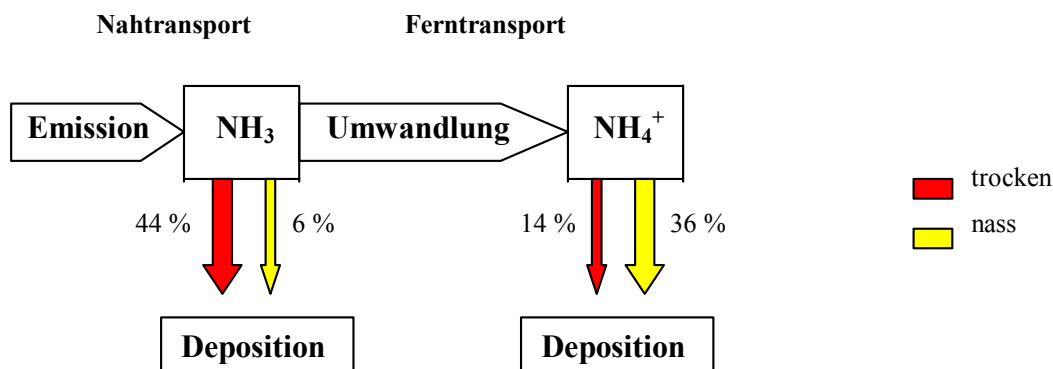 Nahtransport Ferntransport
Emission NH₃ Umwandlung NH₄⁺
44 % 6 % 14 % 36 %
trocken
nass
Deposition Deposition